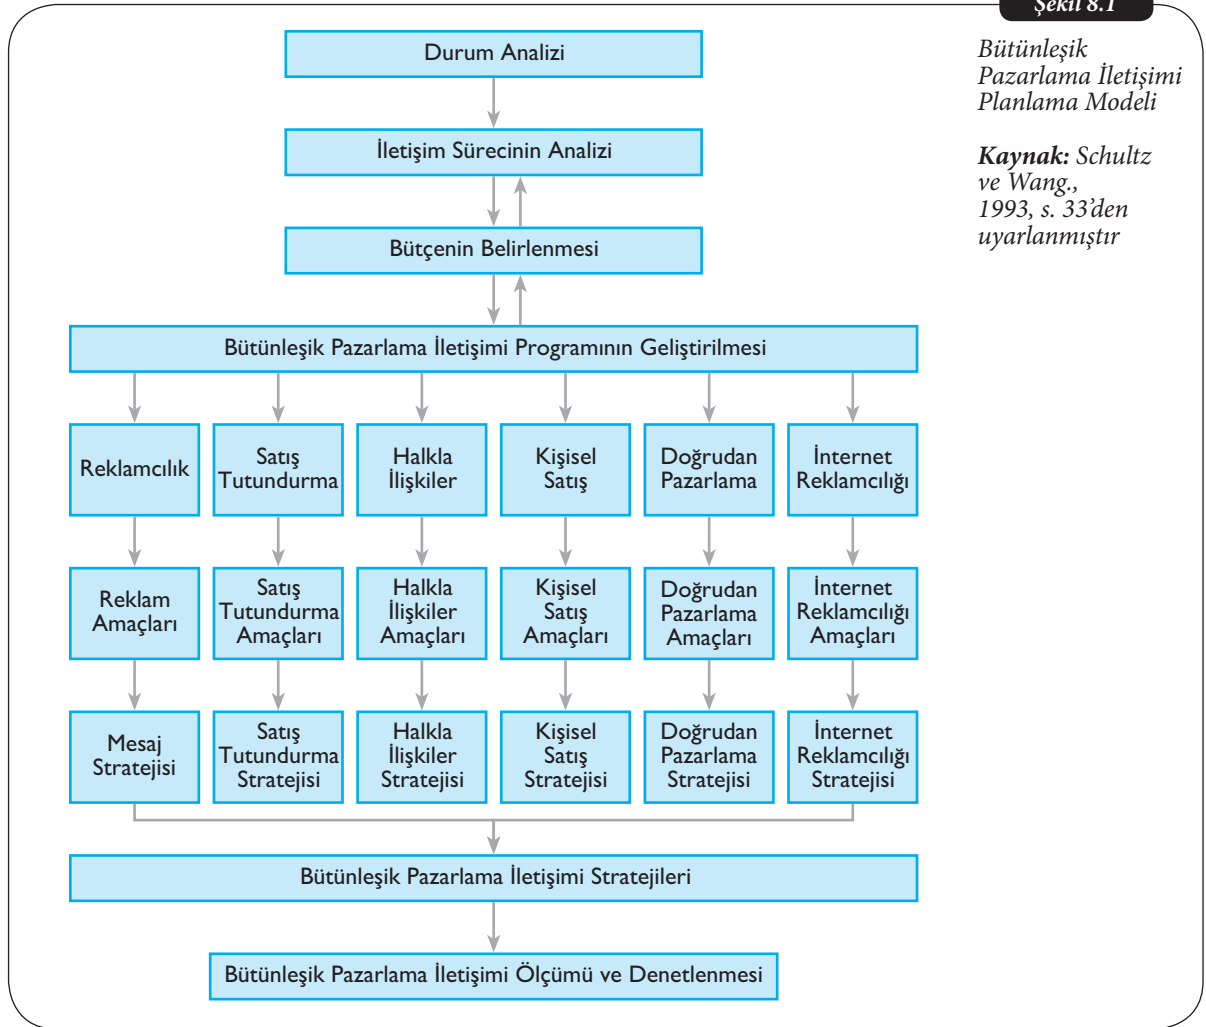 Şekil 8.1
Bütünleşik
Pazarlama İletişimi
Planlama Modeli
Kaynak: Schultz
ve Wang.,
1993, s. 33’den
uyarlanmıştır
Durum Analizi
İletişim Sürecinin Analizi
Bütçenin Belirlenmesi
Bütünleşik Pazarlama İletişimi Programının Geliştirilmesi
Reklamcılık
Satış
Tutundurma
Halkla
İlişkiler
Kişisel
Satış
Doğrudan
Pazarlama
İnternet
Reklamcılığı
Reklam
Amaçları
Satış
Tutundurma
Amaçları
Halkla
İlişkiler
Amaçları
Kişisel
Satış
Amaçları
Doğrudan
Pazarlama
Amaçları
İnternet
Reklamcılığı
Amaçları
Mesaj
Stratejisi
Satış
Tutundurma
Stratejisi
Halkla
İlişkiler
Stratejisi
Kişisel
Satış
Stratejisi
Doğrudan
Pazarlama
Stratejisi
İnternet
Reklamcılığı
Stratejisi
Bütünleşik Pazarlama İletişimi Stratejileri
Bütünleşik Pazarlama İletişimi Ölçümü ve Denetlenmesi